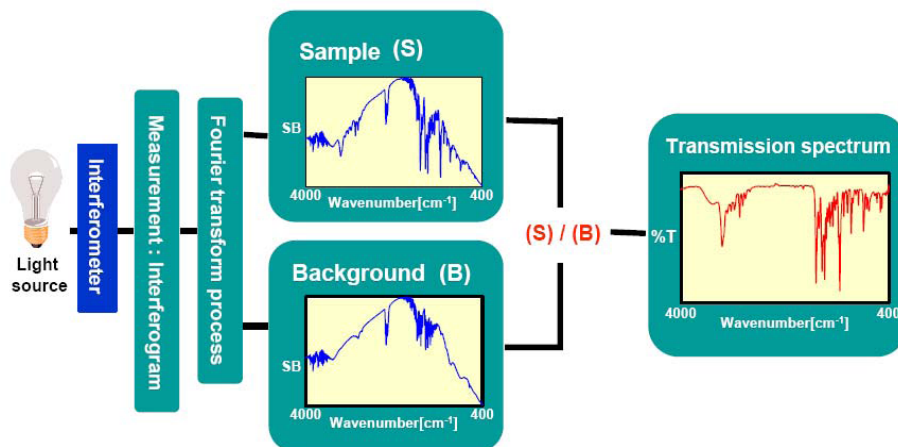 Light
source
Interferometer
Measurement : Interferogram
Fourier transform process
Sample (S)
SB
4000
400
Wavenumber[cm⁻¹]
Background (B)
SB
4000
400
Wavenumber[cm⁻¹]
(S) / (B)
Transmission spectrum
%T
4000
400
Wavenumber[cm⁻¹]